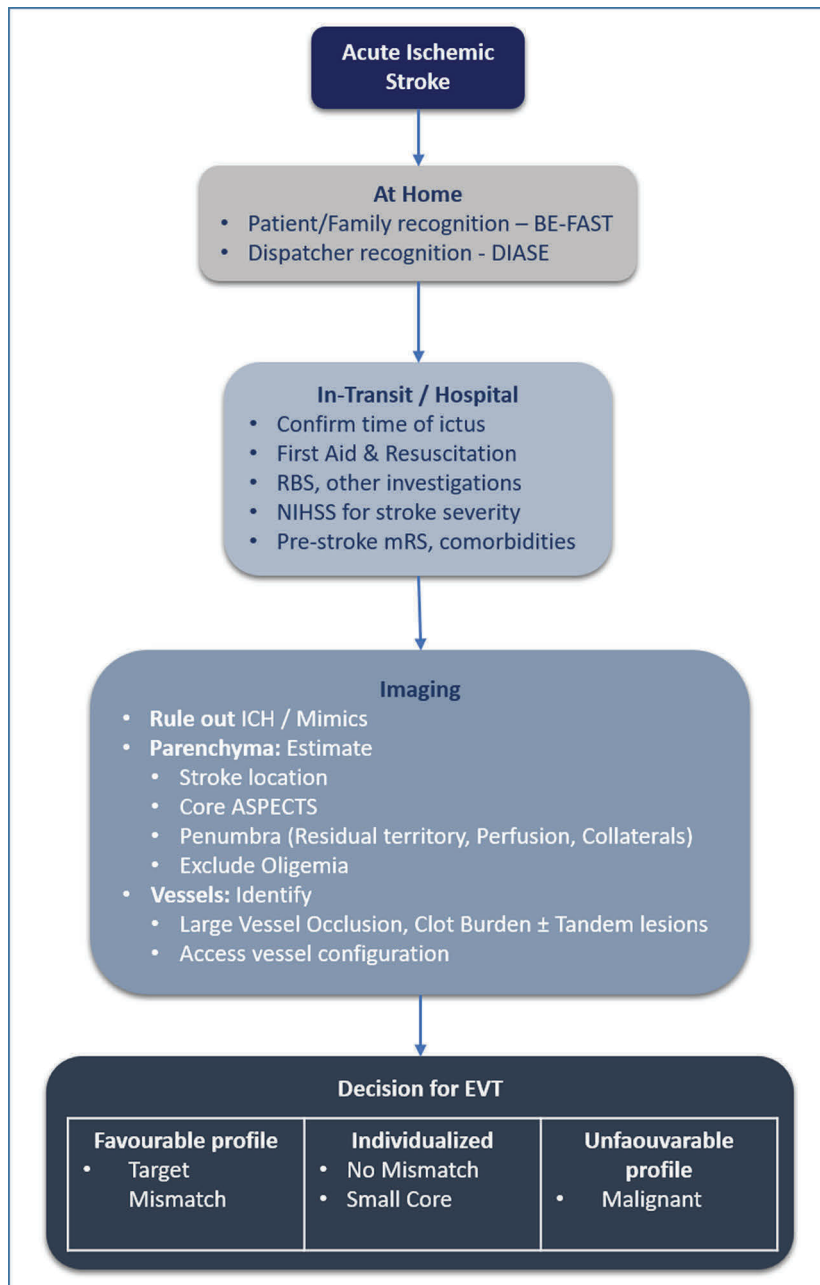 Acute Ischemic
Stroke
At Home
• Patient/Family recognition – BE-FAST
• Dispatcher recognition - DIASE
In-Transit / Hospital
• Confirm time of ictus
• First Aid & Resuscitation
• RBS, other investigations
• NIHSS for stroke severity
• Pre-stroke mRS, comorbidities
Imaging
• Rule out ICH / Mimics
• Parenchyma: Estimate
• Stroke location
• Core ASPECTS
• Penumbra (Residual territory, Perfusion, Collaterals)
• Exclude Oligemia
• Vessels: Identify
• Large Vessel Occlusion, Clot Burden ± Tandem lesions
• Access vessel configuration
Decision for EVT
Favourable profile
• Target
Mismatch
Individualized
• No Mismatch
• Small Core
Unfaouvarable
profile
• Malignant